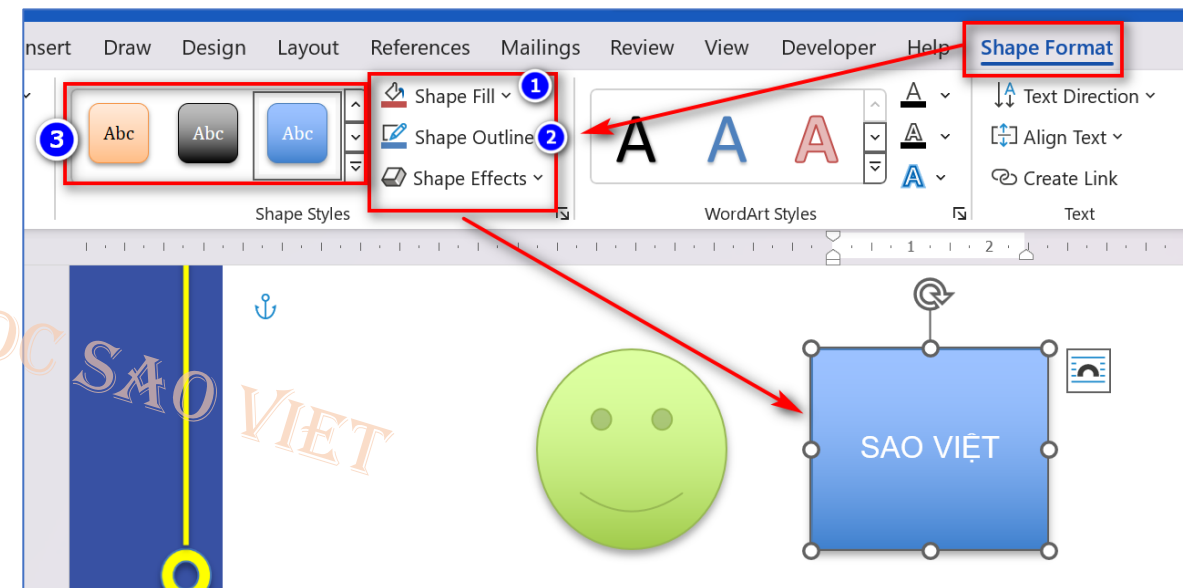 nsert Draw Design Layout References Mailings Review View Developer Help Shape Format
3 Abc Abc Abc
Shape Fill 1
Shape Outline 2
Shape Effects
Shape Styles
A A A
WordArt Styles
A
A
A
Text Direction
Align Text
Create Link
Text
1 2
ỌC SAO VIET
SAO VIỆT